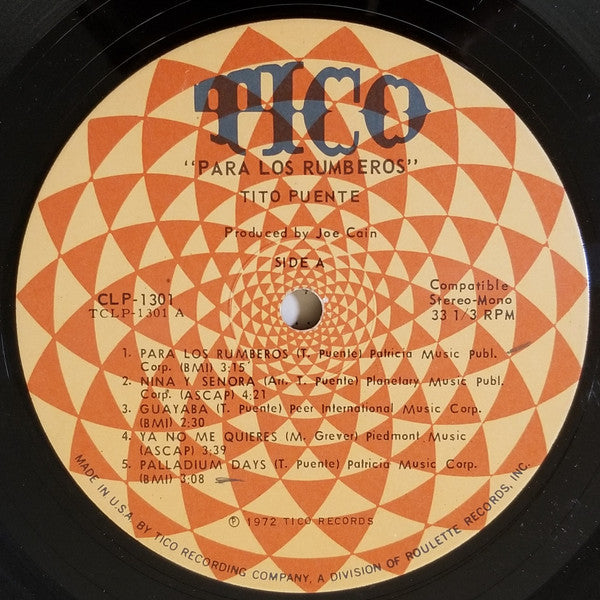 TICO
"PARA LOS RUMBEROS"
TITO PUENTE
Produced by Joe Cain
SIDE A
CLP-1301
TCLP-1301 A
Compatible
Stereo-Mono
33 1/3 RPM
1. PARA LOS RUMBEROS (T. Puente) Patricia Music Publ.
Corp. (BMI) 3:15
2. NINA Y SENORA (Arr. T. Puente) Planetary Music Publ.
Corp. (ASCAP) 4:21
3. GUAYABA (T. Puente) Peer International Music Corp.
(BMI) 2:30
4. YA NO ME QUIERES (M. Grever) Piedmont Music
(ASCAP) 3:39
5. PALLADIUM DAYS (T. Puente) Patricia Music Corp.
(BMI) 3:08
Ⓟ 1972 TICO RECORDS
MADE IN U.S.A. BY TICO RECORDING COMPANY, A DIVISION OF ROULETTE RECORDS, INC.